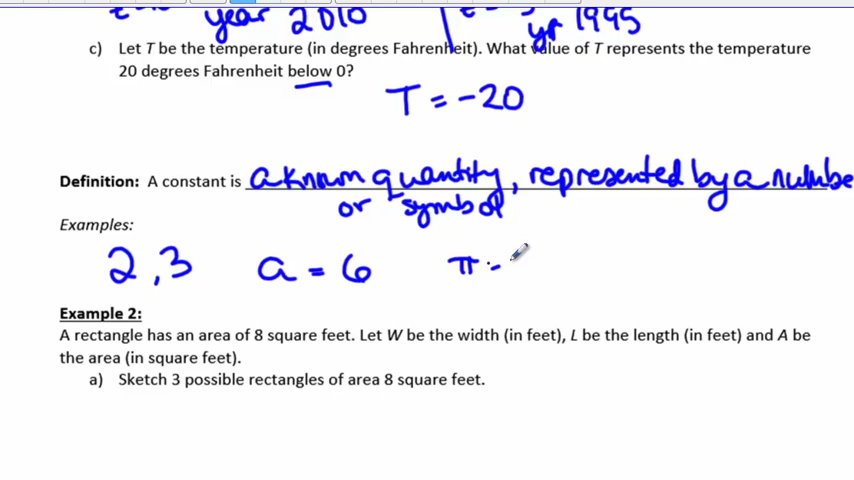 year 2010 yr 1995
c) Let T be the temperature (in degrees Fahrenheit). What value of T represents the temperature
20 degrees Fahrenheit below 0?
T = -20
Definition: A constant is a known quantity, represented by a numbe
or symbol
Examples:
2, 3 a = 6 π =
Example 2:
A rectangle has an area of 8 square feet. Let W be the width (in feet), L be the length (in feet) and A be
the area (in square feet).
a) Sketch 3 possible rectangles of area 8 square feet.